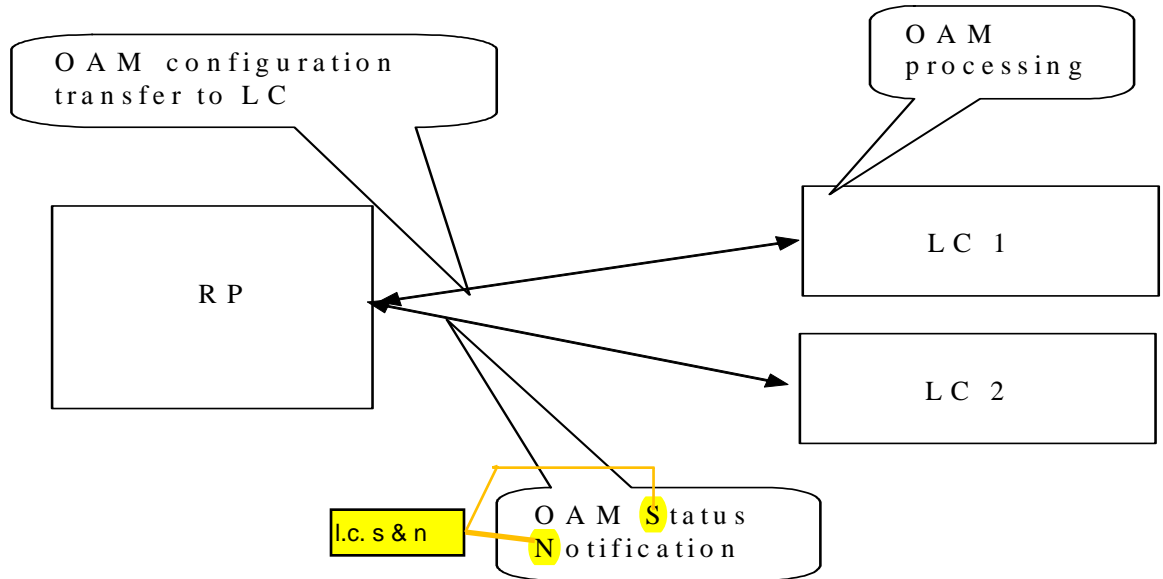 OAM configuration
transfer to LC
OAM
processing
RP
LC 1
LC 2
OAM Status
Notification
l.c. s & n